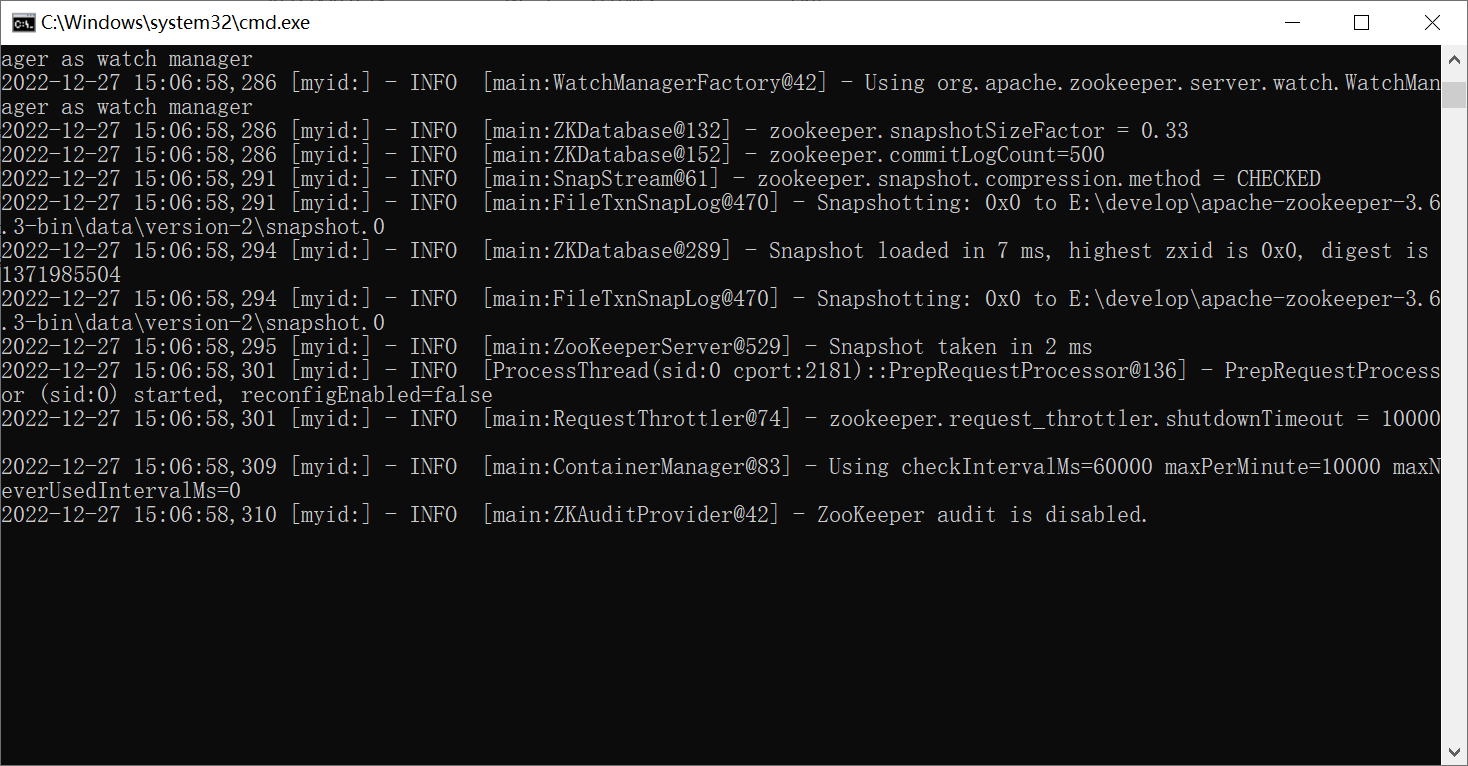 C:\Windows\system32\cmd.exe
ager as watch manager
2022-12-27 15:06:58,286 [myid:] - INFO  [main:WatchManagerFactory@42] - Using org.apache.zookeeper.server.watch.WatchMan
ager as watch manager
2022-12-27 15:06:58,286 [myid:] - INFO  [main:ZKDatabase@132] - zookeeper.snapshotSizeFactor = 0.33
2022-12-27 15:06:58,286 [myid:] - INFO  [main:ZKDatabase@152] - zookeeper.commitLogCount=500
2022-12-27 15:06:58,291 [myid:] - INFO  [main:SnapStream@61] - zookeeper.snapshot.compression.method = CHECKED
2022-12-27 15:06:58,291 [myid:] - INFO  [main:FileTxnSnapLog@470] - Snapshotting: 0x0 to E:\develop\apache-zookeeper-3.6
.3-bin\data\version-2\snapshot.0
2022-12-27 15:06:58,294 [myid:] - INFO  [main:ZKDatabase@289] - Snapshot loaded in 7 ms, highest zxid is 0x0, digest is
1371985504
2022-12-27 15:06:58,294 [myid:] - INFO  [main:FileTxnSnapLog@470] - Snapshotting: 0x0 to E:\develop\apache-zookeeper-3.6
.3-bin\data\version-2\snapshot.0
2022-12-27 15:06:58,295 [myid:] - INFO  [main:ZooKeeperServer@529] - Snapshot taken in 2 ms
2022-12-27 15:06:58,301 [myid:] - INFO  [ProcessThread(sid:0 cport:2181)::PrepRequestProcessor@136] - PrepRequestProcess
or (sid:0) started, reconfigEnabled=false
2022-12-27 15:06:58,301 [myid:] - INFO  [main:RequestThrottler@74] - zookeeper.request_throttler.shutdownTimeout = 10000
2022-12-27 15:06:58,309 [myid:] - INFO  [main:ContainerManager@83] - Using checkIntervalMs=60000 maxPerMinute=10000 maxN
everUsedIntervalMs=0
2022-12-27 15:06:58,310 [myid:] - INFO  [main:ZKAuditProvider@42] - ZooKeeper audit is disabled.